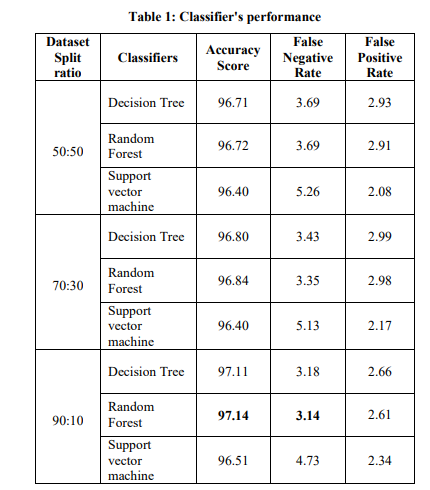 Table 1: Classifier's performance
Dataset Split ratio | Classifiers | Accuracy Score | False Negative Rate | False Positive Rate
50:50 | Decision Tree | 96.71 | 3.69 | 2.93
Random Forest | 96.72 | 3.69 | 2.91
Support vector machine | 96.40 | 5.26 | 2.08
70:30 | Decision Tree | 96.80 | 3.43 | 2.99
Random Forest | 96.84 | 3.35 | 2.98
Support vector machine | 96.40 | 5.13 | 2.17
90:10 | Decision Tree | 97.11 | 3.18 | 2.66
Random Forest | 97.14 | 3.14 | 2.61
Support vector machine | 96.51 | 4.73 | 2.34